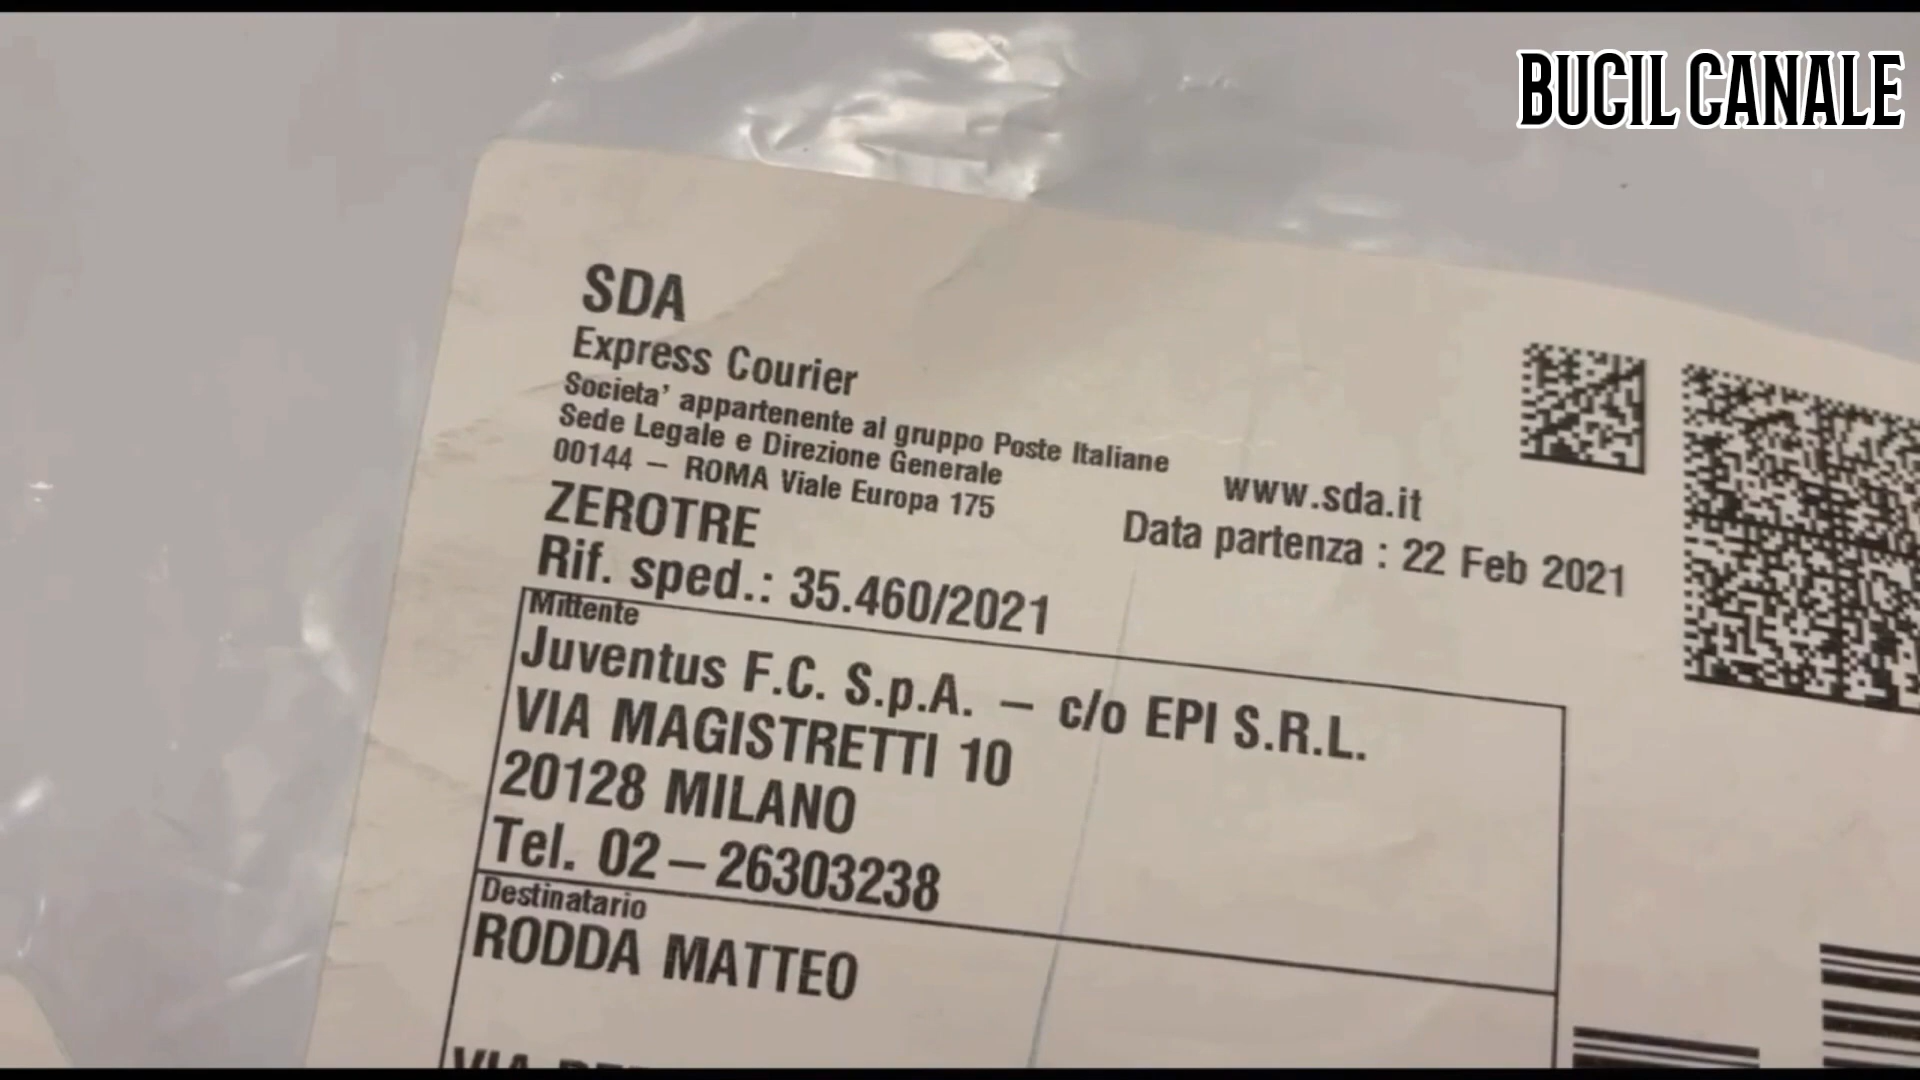 BUCIL CANALE
SDA
Express Courier
Societa' appartenente al gruppo Poste Italiane
Sede Legale e Direzione Generale
00144 – ROMA Viale Europa 175
www.sda.it
ZEROTRE
Data partenza : 22 Feb 2021
Rif. sped.: 35.460/2021
Mittente
Juventus F.C. S.p.A. – c/o EPI S.R.L.
VIA MAGISTRETTI 10
20128 MILANO
Tel. 02–26303238
Destinatario
RODDA MATTEO
VIA